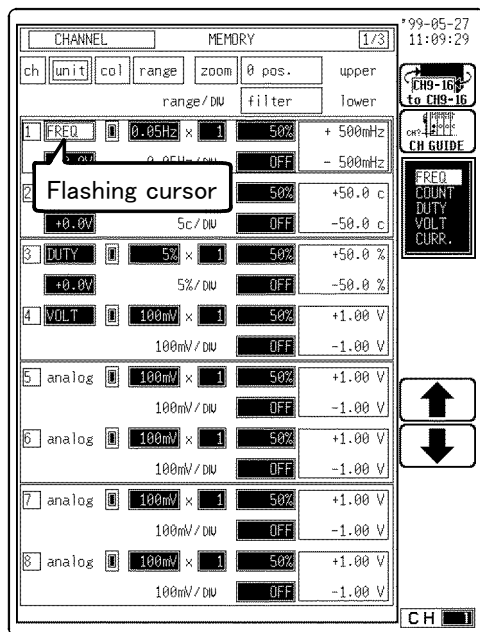 '99-05-27
CHANNEL MEMORY 1/3 11:09:29
ch unit col range zoom 0 pos. upper
range/DIV filter lower
CH9-16
to CH9-16
CH?
CH GUIDE
1 FREQ 0.05Hz × 1 50% + 500mHz
OFF - 500mHz
Flashing cursor
2 50% +50.0 c
+0.0V 5c/DIV OFF -50.0 c
3 DUTY 5% × 1 50% +50.0 %
+0.0V 5%/DIV OFF -50.0 %
4 VOLT 100mV × 1 50% +1.00 V
100mV/DIV OFF -1.00 V
5 analog 100mV × 1 50% +1.00 V
100mV/DIV OFF -1.00 V
6 analog 100mV × 1 50% +1.00 V
100mV/DIV OFF -1.00 V
7 analog 100mV × 1 50% +1.00 V
100mV/DIV OFF -1.00 V
8 analog 100mV × 1 50% +1.00 V
100mV/DIV OFF -1.00 V
FREQ
COUNT
DUTY
VOLT
CURR.
CH 1